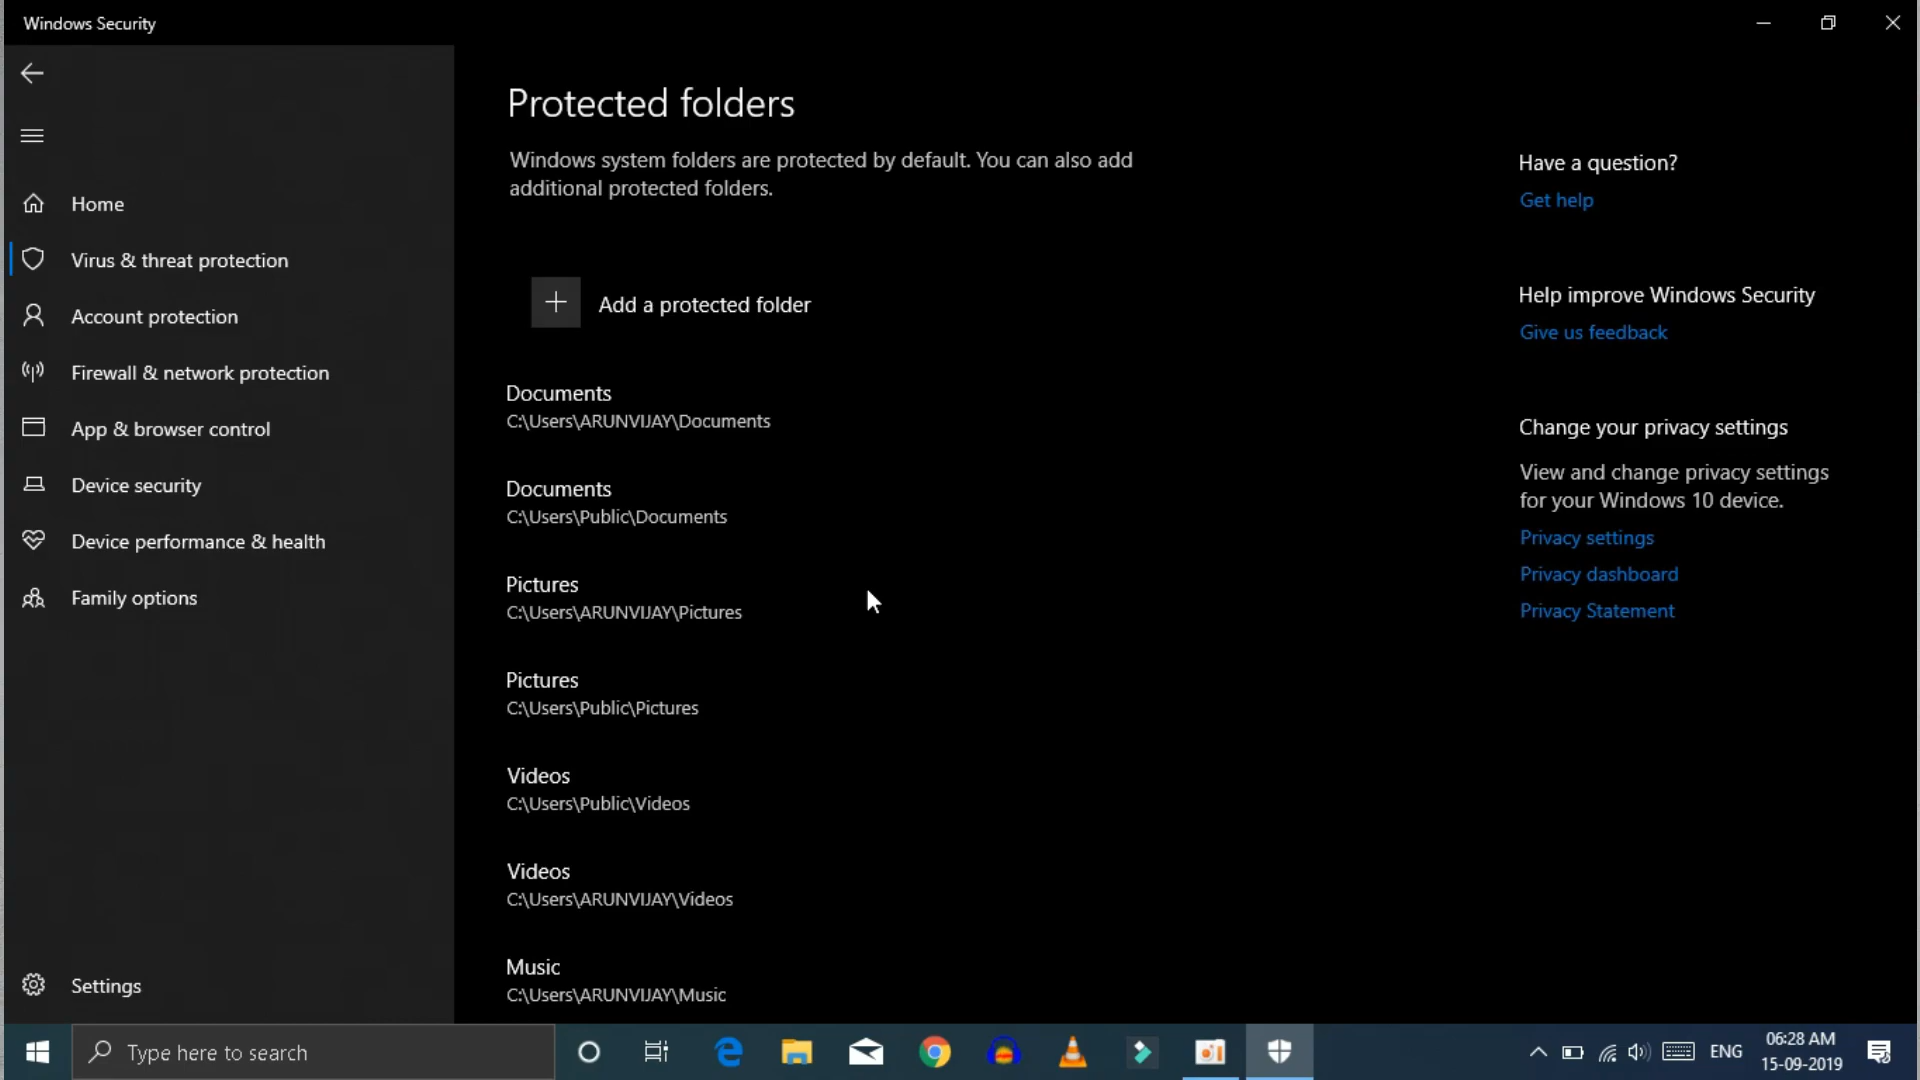 Windows Security
Home
Virus & threat protection
Account protection
Firewall & network protection
App & browser control
Device security
Device performance & health
Family options
Settings
Protected folders
Windows system folders are protected by default. You can also add
additional protected folders.
Add a protected folder
Documents
C:\Users\ARUNVIJAY\Documents
Documents
C:\Users\Public\Documents
Pictures
C:\Users\ARUNVIJAY\Pictures
Pictures
C:\Users\Public\Pictures
Videos
C:\Users\Public\Videos
Videos
C:\Users\ARUNVIJAY\Videos
Music
C:\Users\ARUNVIJAY\Music
Have a question?
Get help
Help improve Windows Security
Give us feedback
Change your privacy settings
View and change privacy settings
for your Windows 10 device.
Privacy settings
Privacy dashboard
Privacy Statement
Type here to search
ENG
06:28 AM
15-09-2019